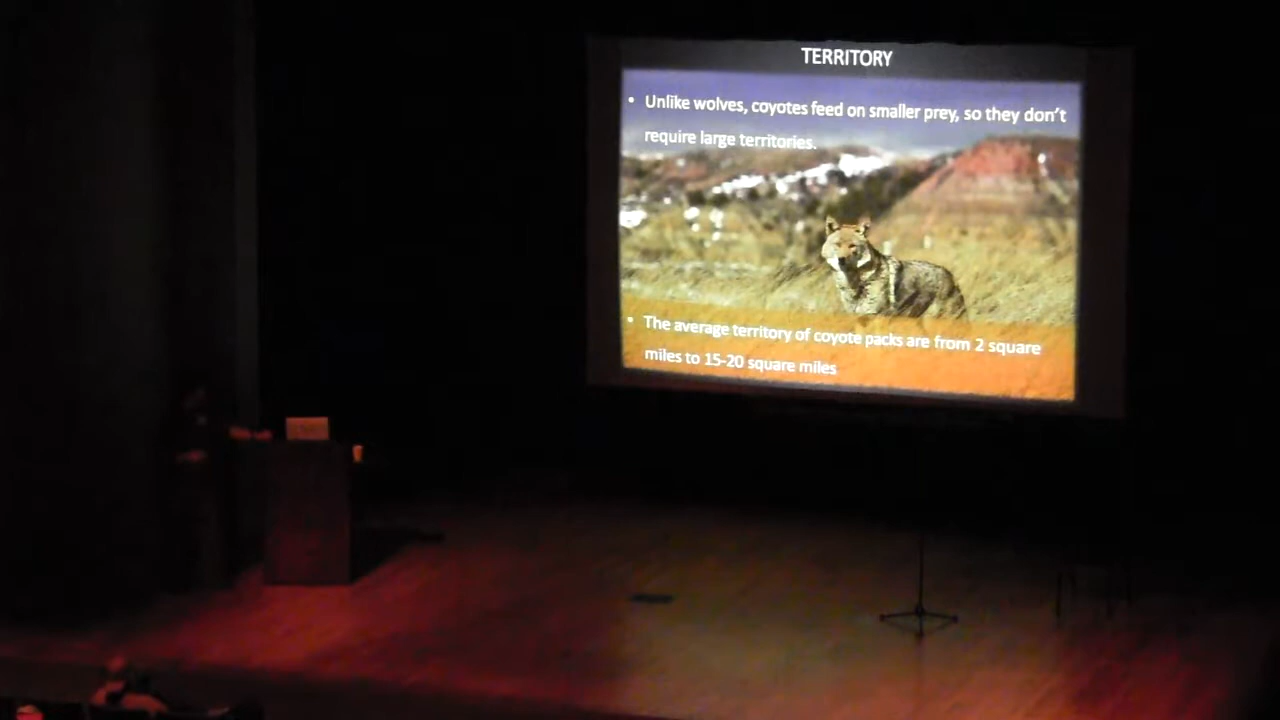 TERRITORY
• Unlike wolves, coyotes feed on smaller prey, so they don't
require large territories.
• The average territory of coyote packs are from 2 square
miles to 15-20 square miles